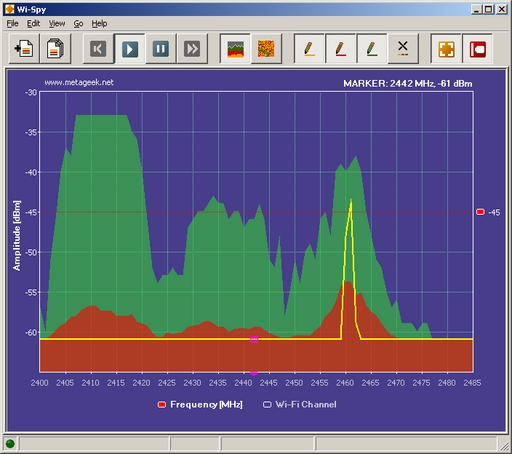 Wi-Spy
File Edit View Go Help
www.metageek.net
MARKER: 2442 MHz, -61 dBm
-30
-35
-40
-45
-50
-55
-60
Amplitude [dBm]
-45
2400 2405 2410 2415 2420 2425 2430 2435 2440 2445 2450 2455 2460 2465 2470 2475 2480 2485
Frequency [MHz] Wi-Fi Channel